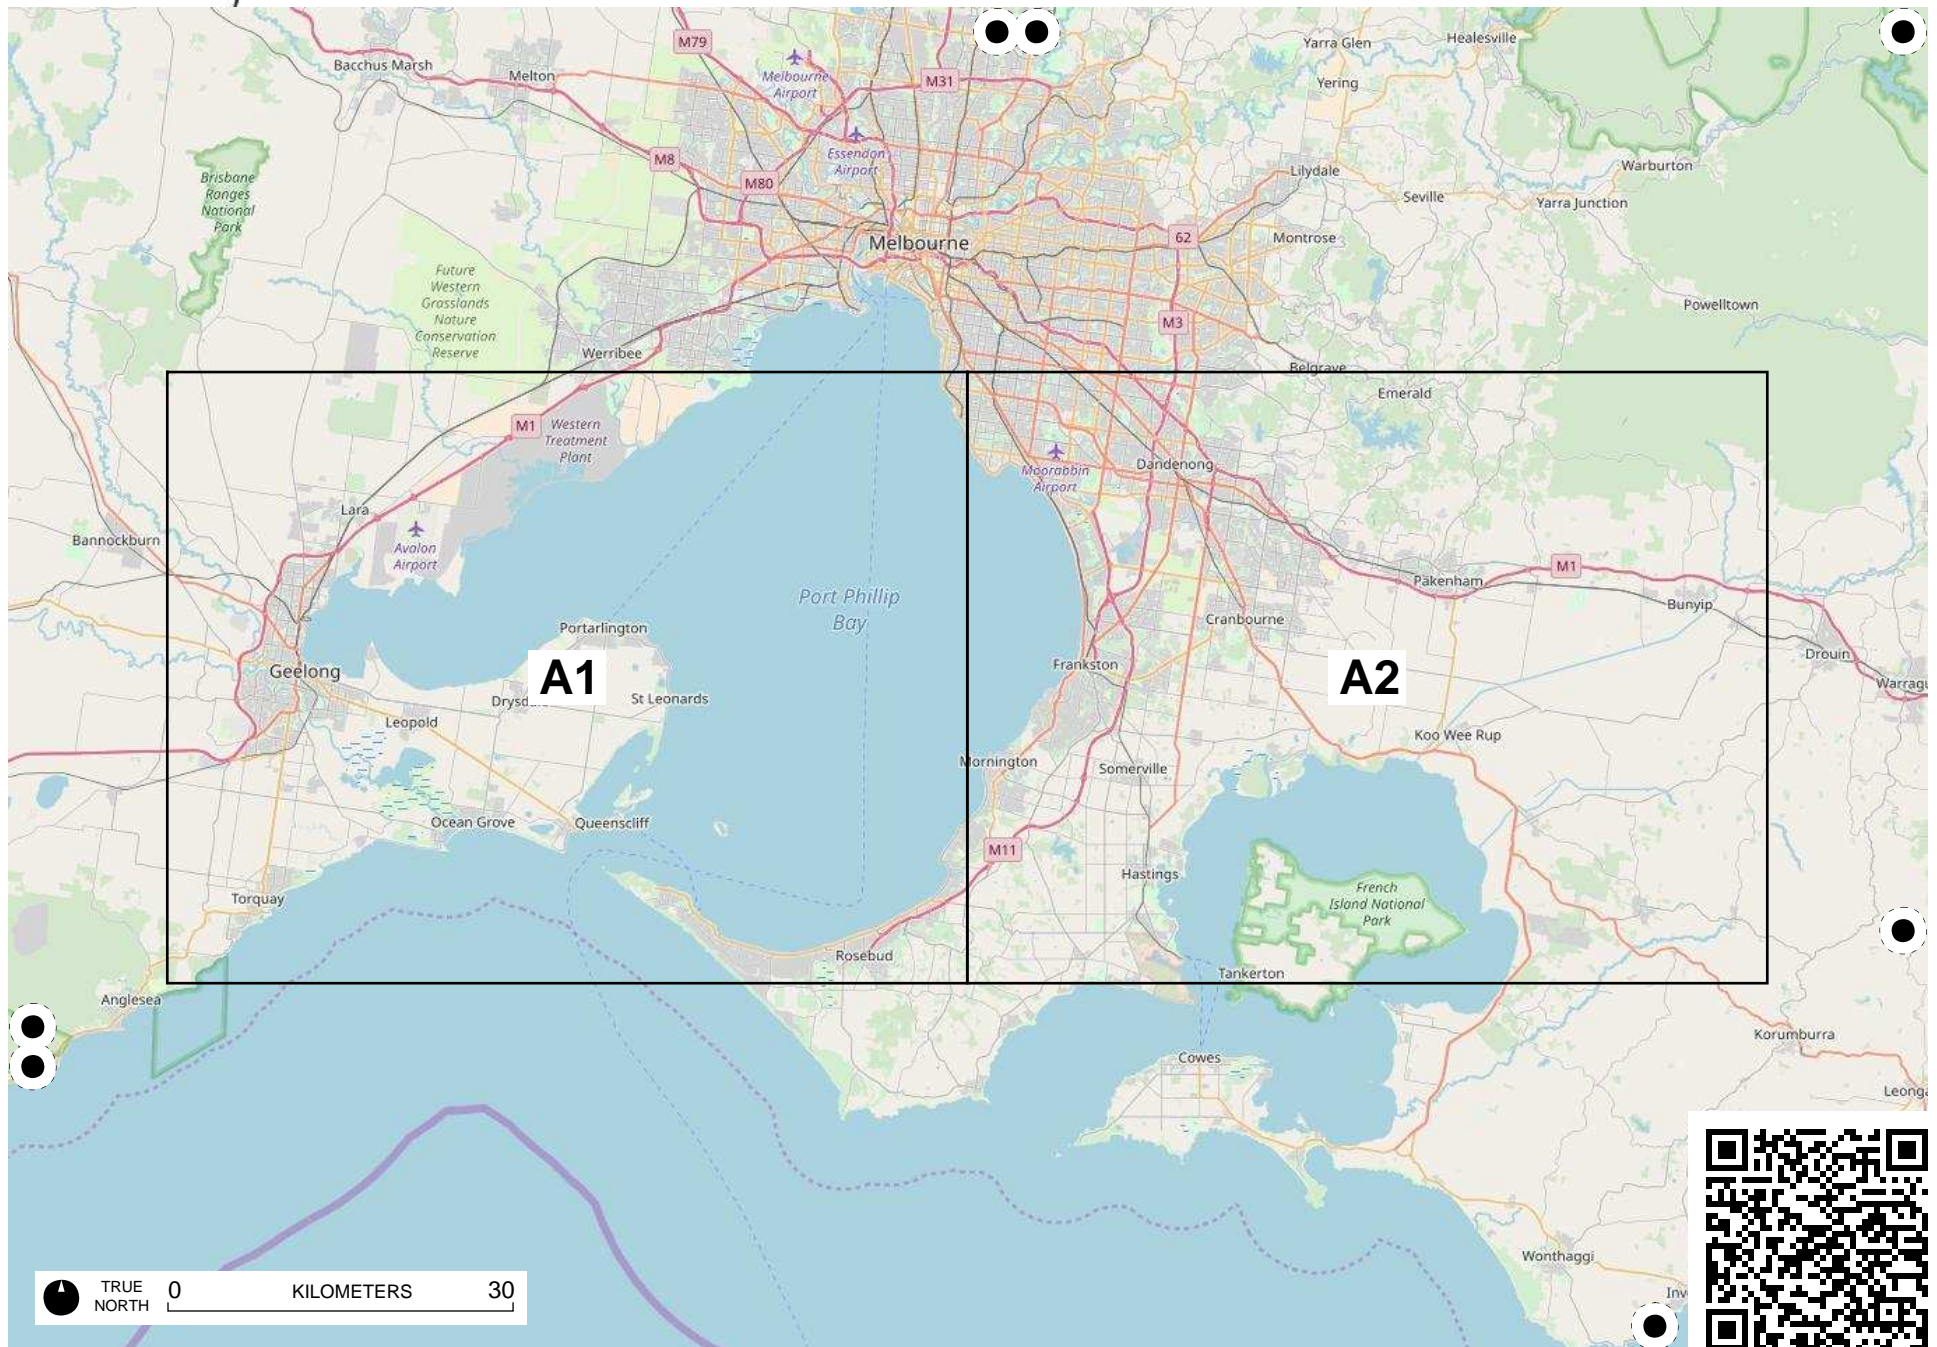 M79
Yarra Glen
Healesville
Bacchus Marsh
Melton
Melbourne
Airport
M31
Yering
Essendon
Airport
M8
M80
Brisbane
Ranges
National
Park
Lilydale
Warburton
Seville
Yarra Junction
Melbourne
62
Montrose
Future
Western
Grasslands
Nature
Conservation
Reserve
Powelltown
M3
Werribee
Belgrave
Emerald
M1
Western
Treatment
Plant
Moorabbin
Airport
Dandenong
Lara
Bannockburn
Avalon
Airport
Port Phillip
Bay
Pakenham
M1
Bunyip
Portarlington
Cranbourne
Geelong
A1
Frankston
A2
Drouin
Warragu
Drysda
St Leonards
Leopold
Koo Wee Rup
Mornington
Somerville
Ocean Grove
Queenscliff
M11
Hastings
French
Island National
Park
Torquay
Rosebud
Tankerton
Anglesea
Korumburra
Cowes
Leonga
Wonthaggi
Inv
TRUE
NORTH
0 KILOMETERS 30